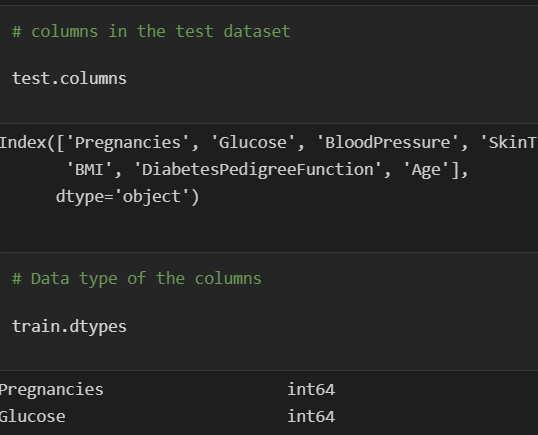 # columns in the test dataset
test.columns
Index(['Pregnancies', 'Glucose', 'BloodPressure', 'SkinT
'BMI', 'DiabetesPedigreeFunction', 'Age'],
dtype='object')
# Data type of the columns
train.dtypes
Pregnancies int64
Glucose int64